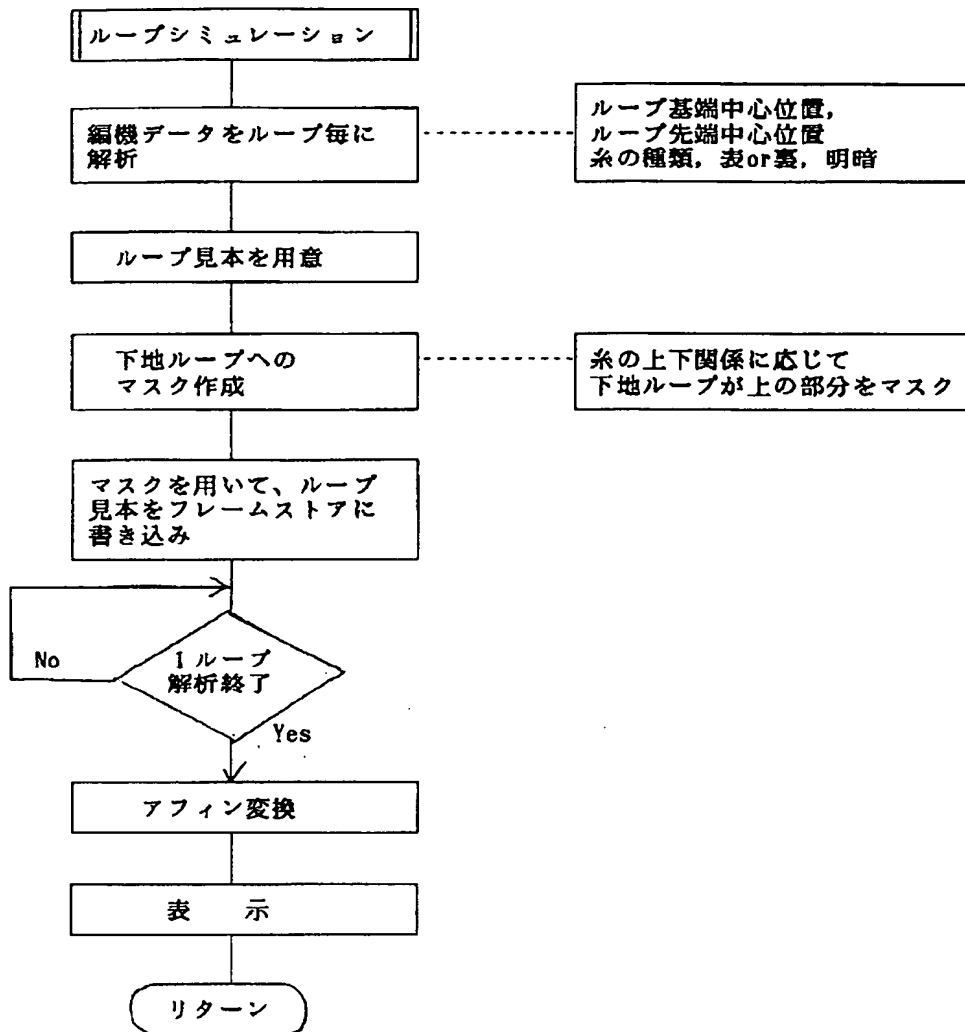 ループシミュレーション
編機データをループ毎に
解析
ループ基端中心位置,
ループ先端中心位置
糸の種類, 表or裏, 明暗
ループ見本を用意
下地ループへの
マスク作成
糸の上下関係に応じて
下地ループが上の部分をマスク
マスクを用いて、ループ
見本をフレームストアに
書き込み
No
1ループ
解析終了
Yes
アフィン変換
表 示
リターン